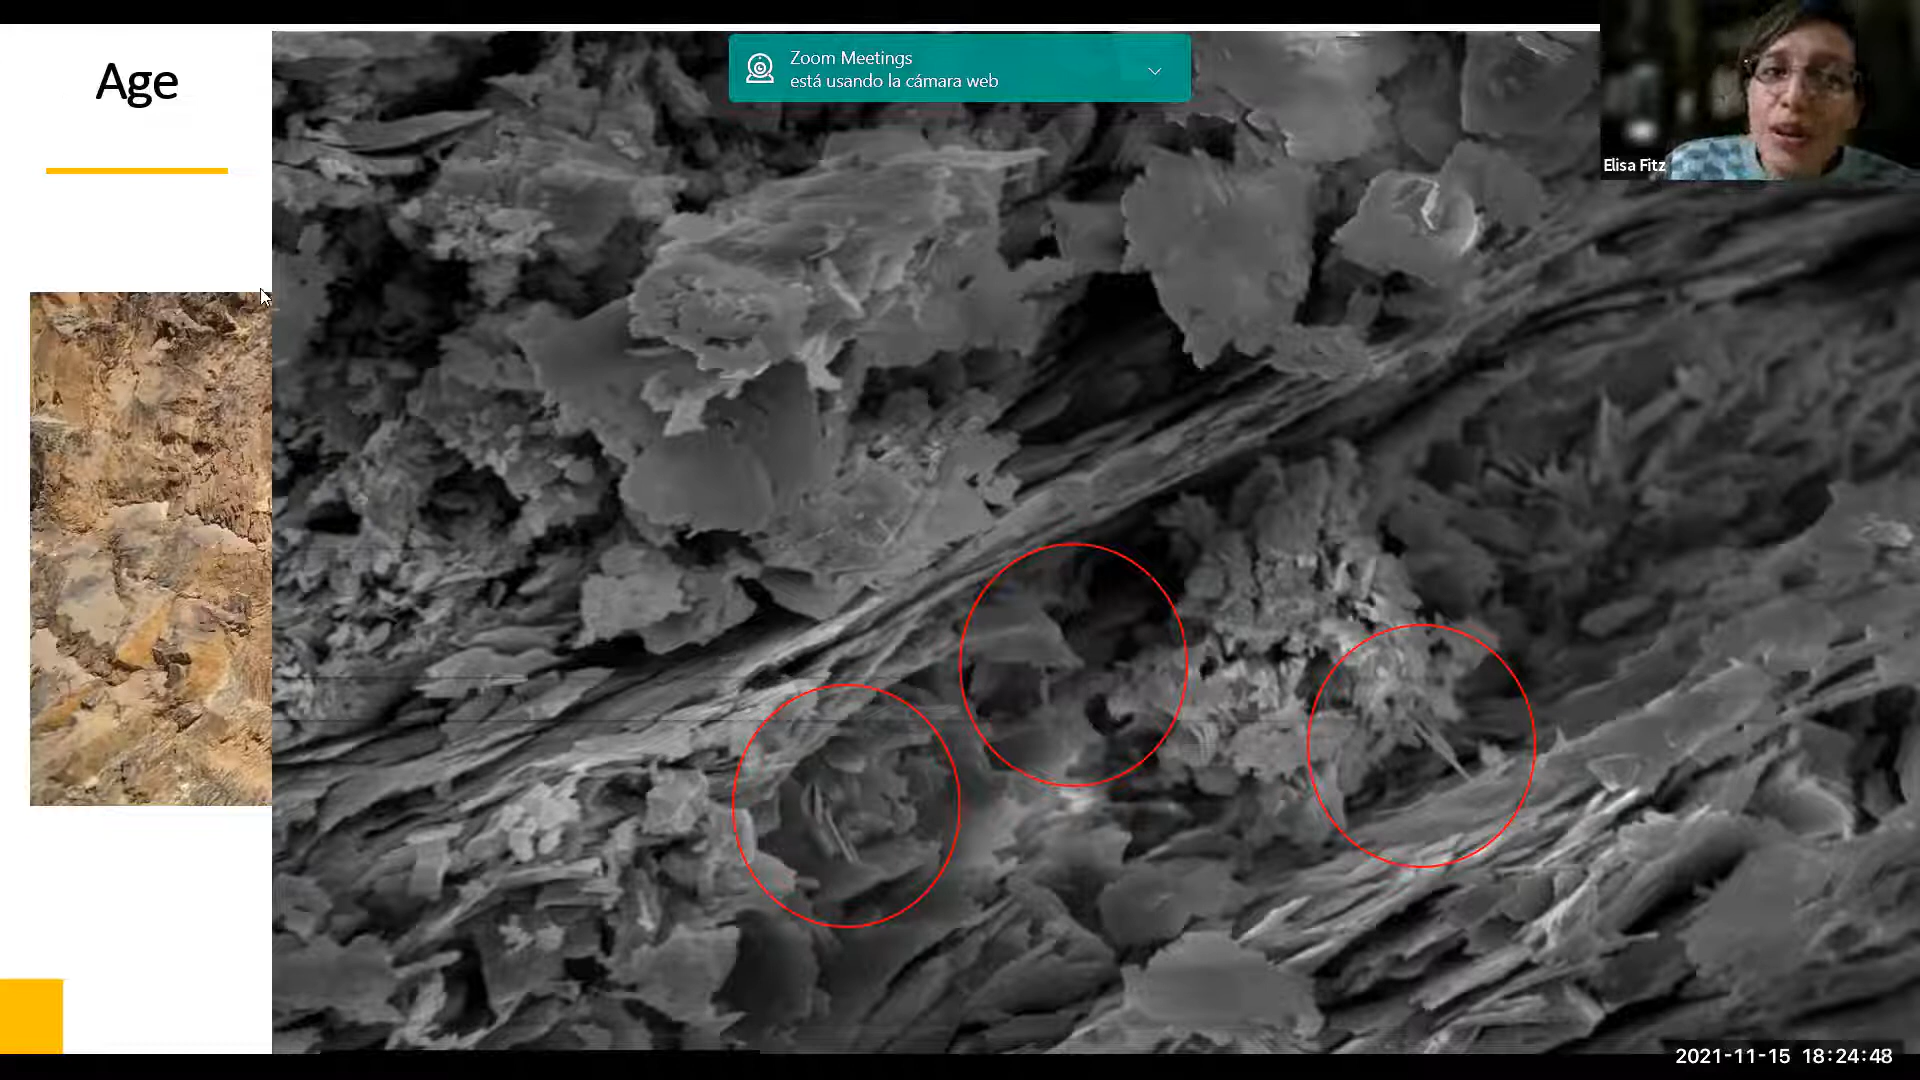 Age
Zoom Meetings
está usando la cámara web
Elisa Fitz
2021-11-15 18:24:48